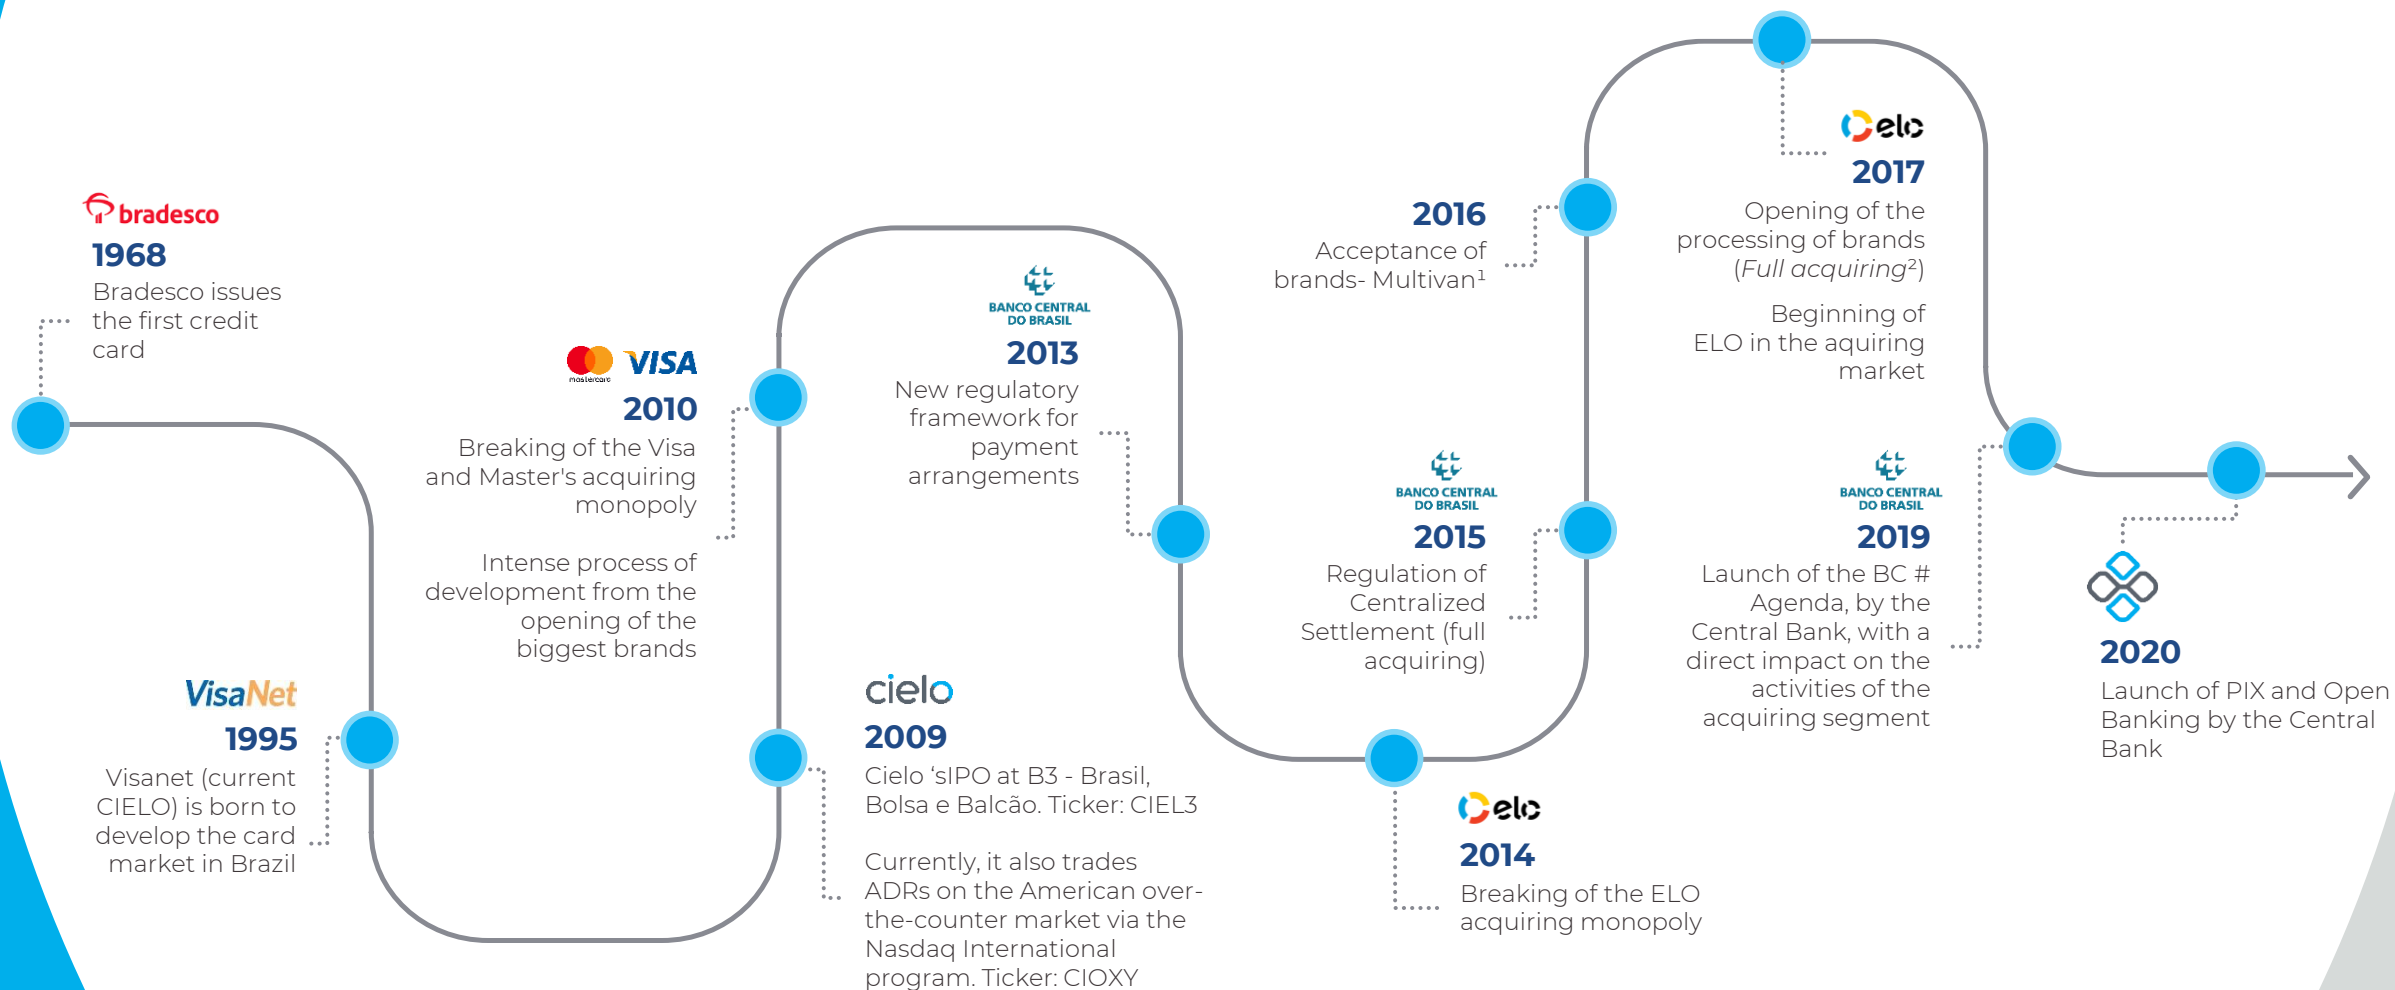 bradesco
1968
Bradesco issues
the first credit
card
VisaNet
1995
Visanet (current
CIELO) is born to
develop the card
market in Brazil
cielo
2009
Cielo ‘sIPO at B3 - Brasil,
Bolsa e Balcão. Ticker: CIEL3
Currently, it also trades
ADRs on the American over-
the-counter market via the
Nasdaq International
program. Ticker: CIOXY
mastercard VISA
2010
Breaking of the Visa
and Master's acquiring
monopoly
Intense process of
development from the
opening of the
biggest brands
BANCO CENTRAL
DO BRASIL
2013
New regulatory
framework for
payment
arrangements
elo
2014
Breaking of the ELO
acquiring monopoly
BANCO CENTRAL
DO BRASIL
2015
Regulation of
Centralized
Settlement (full
acquiring)
2016
Acceptance of
brands- Multivan¹
elo
2017
Opening of the
processing of brands
(Full acquiring²)
Beginning of
ELO in the aquiring
market
BANCO CENTRAL
DO BRASIL
2019
Launch of the BC #
Agenda, by the
Central Bank, with a
direct impact on the
activities of the
acquiring segment
2020
Launch of PIX and Open
Banking by the Central
Bank